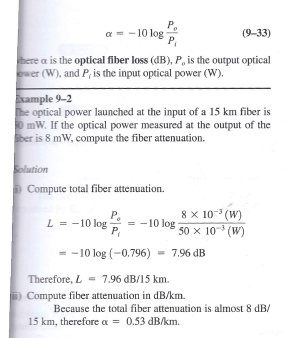 α = −10 log P_o / P_i (9–33)
here α is the optical fiber loss (dB), P_o is the output optical
ower (W), and P_i is the input optical power (W).
Example 9–2
The optical power launched at the input of a 15 km fiber is
0 mW. If the optical power measured at the output of the
fiber is 8 mW, compute the fiber attenuation.
Solution
i) Compute total fiber attenuation.
L = −10 log P_o / P_i = −10 log 8 × 10⁻³ (W) / 50 × 10⁻³ (W)
= −10 log (−0.796) = 7.96 dB
Therefore, L = 7.96 dB/15 km.
ii) Compute fiber attenuation in dB/km.
Because the total fiber attenuation is almost 8 dB/
15 km, therefore α = 0.53 dB/km.